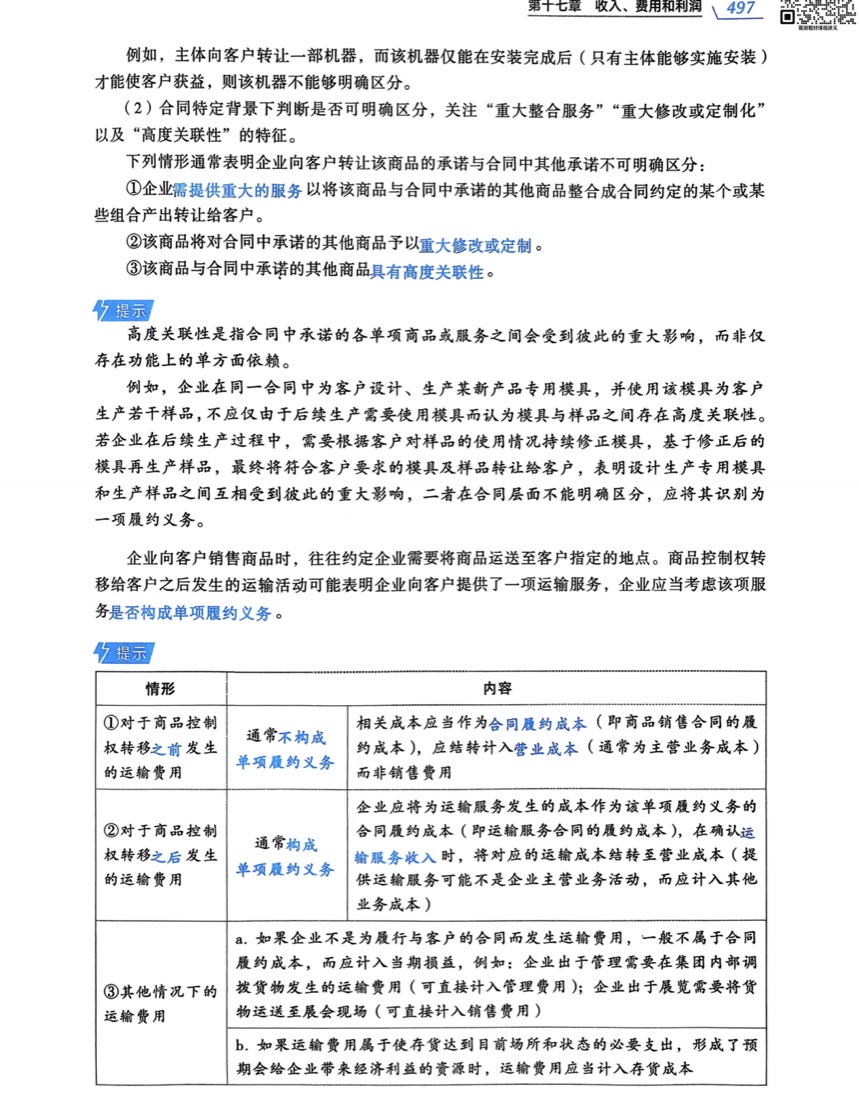 第十七章 收入、费用和利润 497
例如，主体向客户转让一部机器，而该机器仅能在安装完成后（只有主体能够实施安装）
才能使客户获益，则该机器不能够明确区分。
（2）合同特定背景下判断是否可明确区分，关注“重大整合服务”“重大修改或定制化”
以及“高度关联性”的特征。
下列情形通常表明企业向客户转让该商品的承诺与合同中其他承诺不可明确区分：
①企业需提供重大的服务以将该商品与合同中承诺的其他商品整合成合同约定的某个或某
些组合产出转让给客户。
②该商品将对合同中承诺的其他商品予以重大修改或定制。
③该商品与合同中承诺的其他商品具有高度关联性。
提示
高度关联性是指合同中承诺的各单项商品或服务之间会受到彼此的重大影响，而非仅
存在功能上的单方面依赖。
例如，企业在同一合同中为客户设计、生产某新产品专用模具，并使用该模具为客户
生产若干样品，不应仅由于后续生产需要使用模具而认为模具与样品之间存在高度关联性。
若企业在后续生产过程中，需要根据客户对样品的使用情况持续修正模具，基于修正后的
模具再生产样品，最终将符合客户要求的模具及样品转让给客户，表明设计生产专用模具
和生产样品之间互相受到彼此的重大影响，二者在合同层面不能明确区分，应将其识别为
一项履约义务。
企业向客户销售商品时，往往约定企业需要将商品运送至客户指定的地点。商品控制权转
移给客户之后发生的运输活动可能表明企业向客户提供了一项运输服务，企业应当考虑该项服
务是否构成单项履约义务。
提示
情形 内容
①对于商品控制
权转移之前发生
的运输费用
通常不构成
单项履约义务
相关成本应当作为合同履约成本（即商品销售合同的履
约成本），应结转计入营业成本（通常为主营业务成本）
而非销售费用
②对于商品控制
权转移之后发生
的运输费用
通常构成
单项履约义务
企业应将为运输服务发生的成本作为该单项履约义务的
合同履约成本（即运输服务合同的履约成本），在确认运
输服务收入时，将对应的运输成本结转至营业成本（提
供运输服务可能不是企业主营业务活动，而应计入其他
业务成本）
③其他情况下的
运输费用
a. 如果企业不是为履行与客户的合同而发生运输费用，一般不属于合同
履约成本，而应计入当期损益，例如：企业出于管理需要在集团内部调
拨货物发生的运输费用（可直接计入管理费用）；企业出于展览需要将货
物运送至展会现场（可直接计入销售费用）
b. 如果运输费用属于使存货达到目前场所和状态的必要支出，形成了预
期会给企业带来经济利益的资源时，运输费用应当计入存货成本